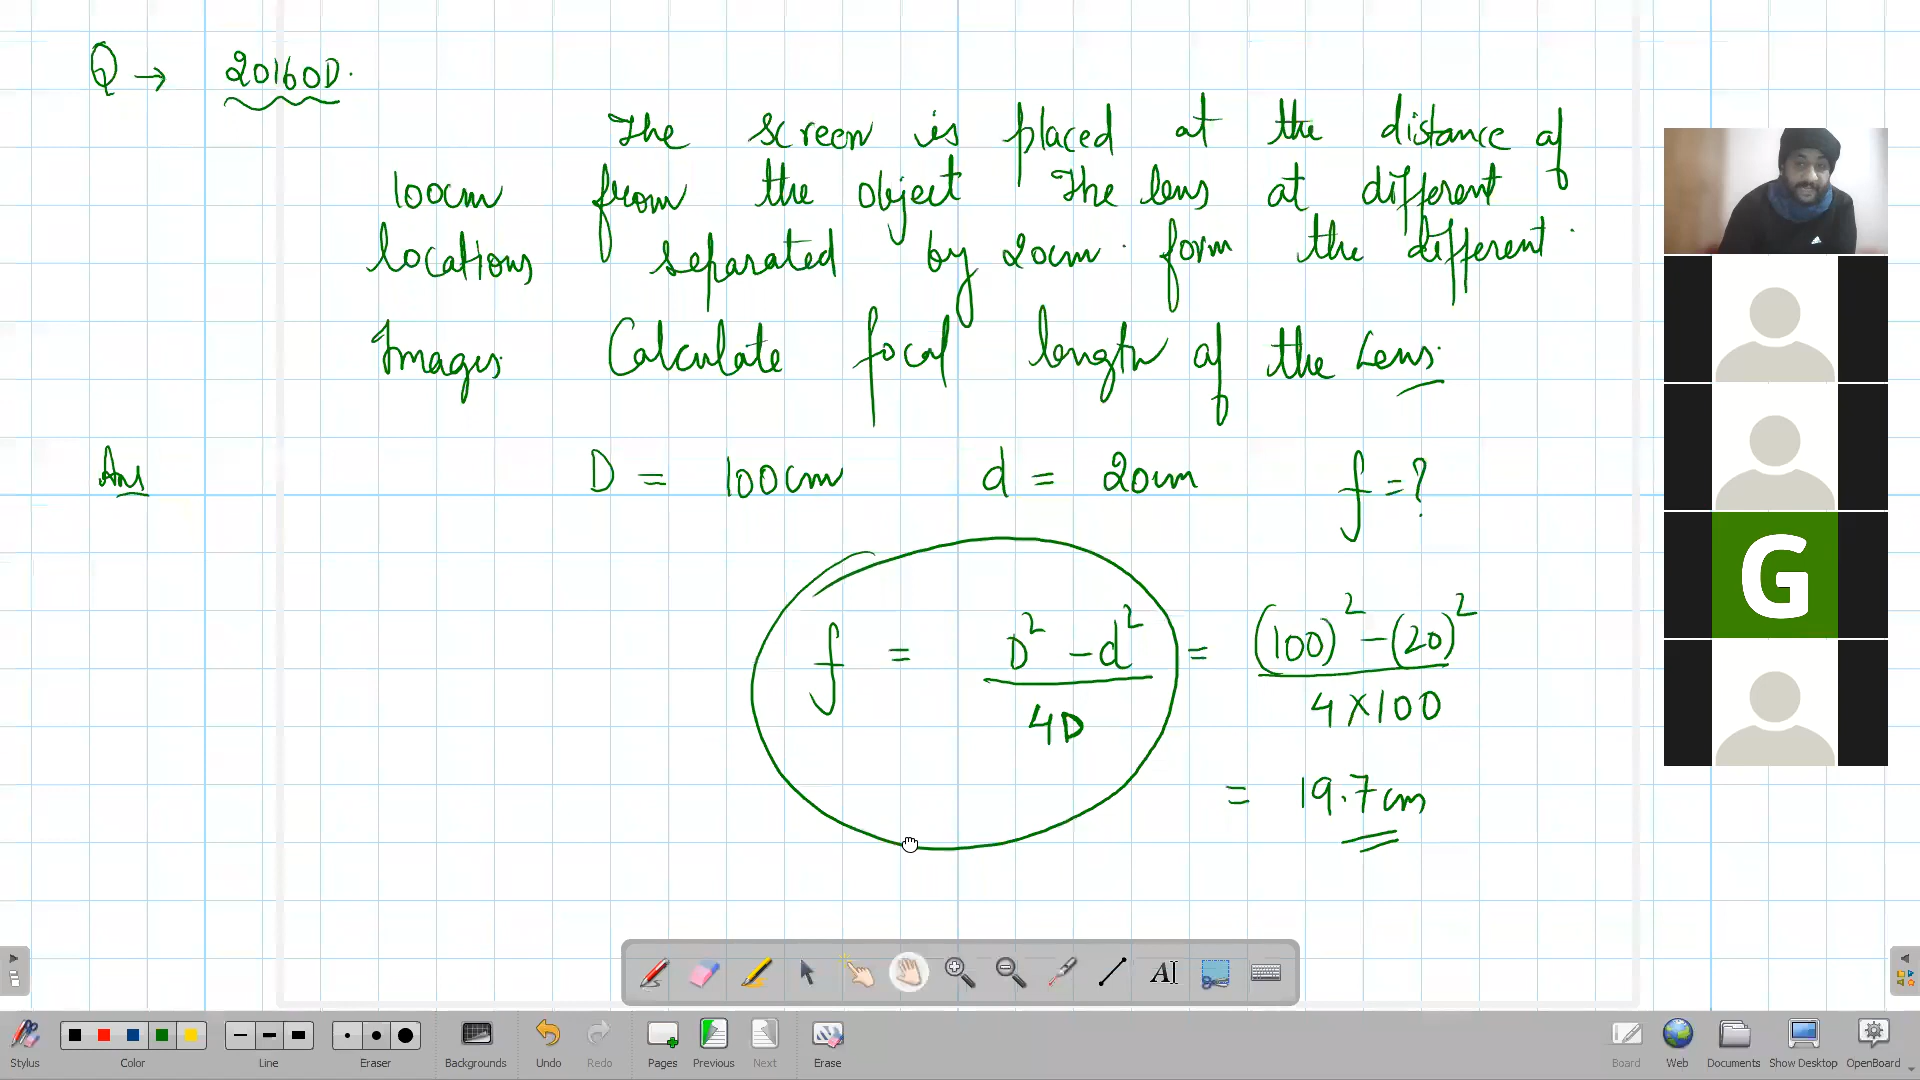 Q → 2016OD.
The screen is placed at the distance of
100cm from the object The lens at different
locations separated by 20cm. form the different
Images. Calculate focal length of the Lens.
Ans D = 100cm d = 20cm f = ?
f = D² - d² / 4D = (100)² - (20)² / 4×100
= 19.7cm
G
AI
Stylus Color Line Eraser Backgrounds Undo Redo Pages Previous Next Erase Board Web Documents Show Desktop OpenBoard